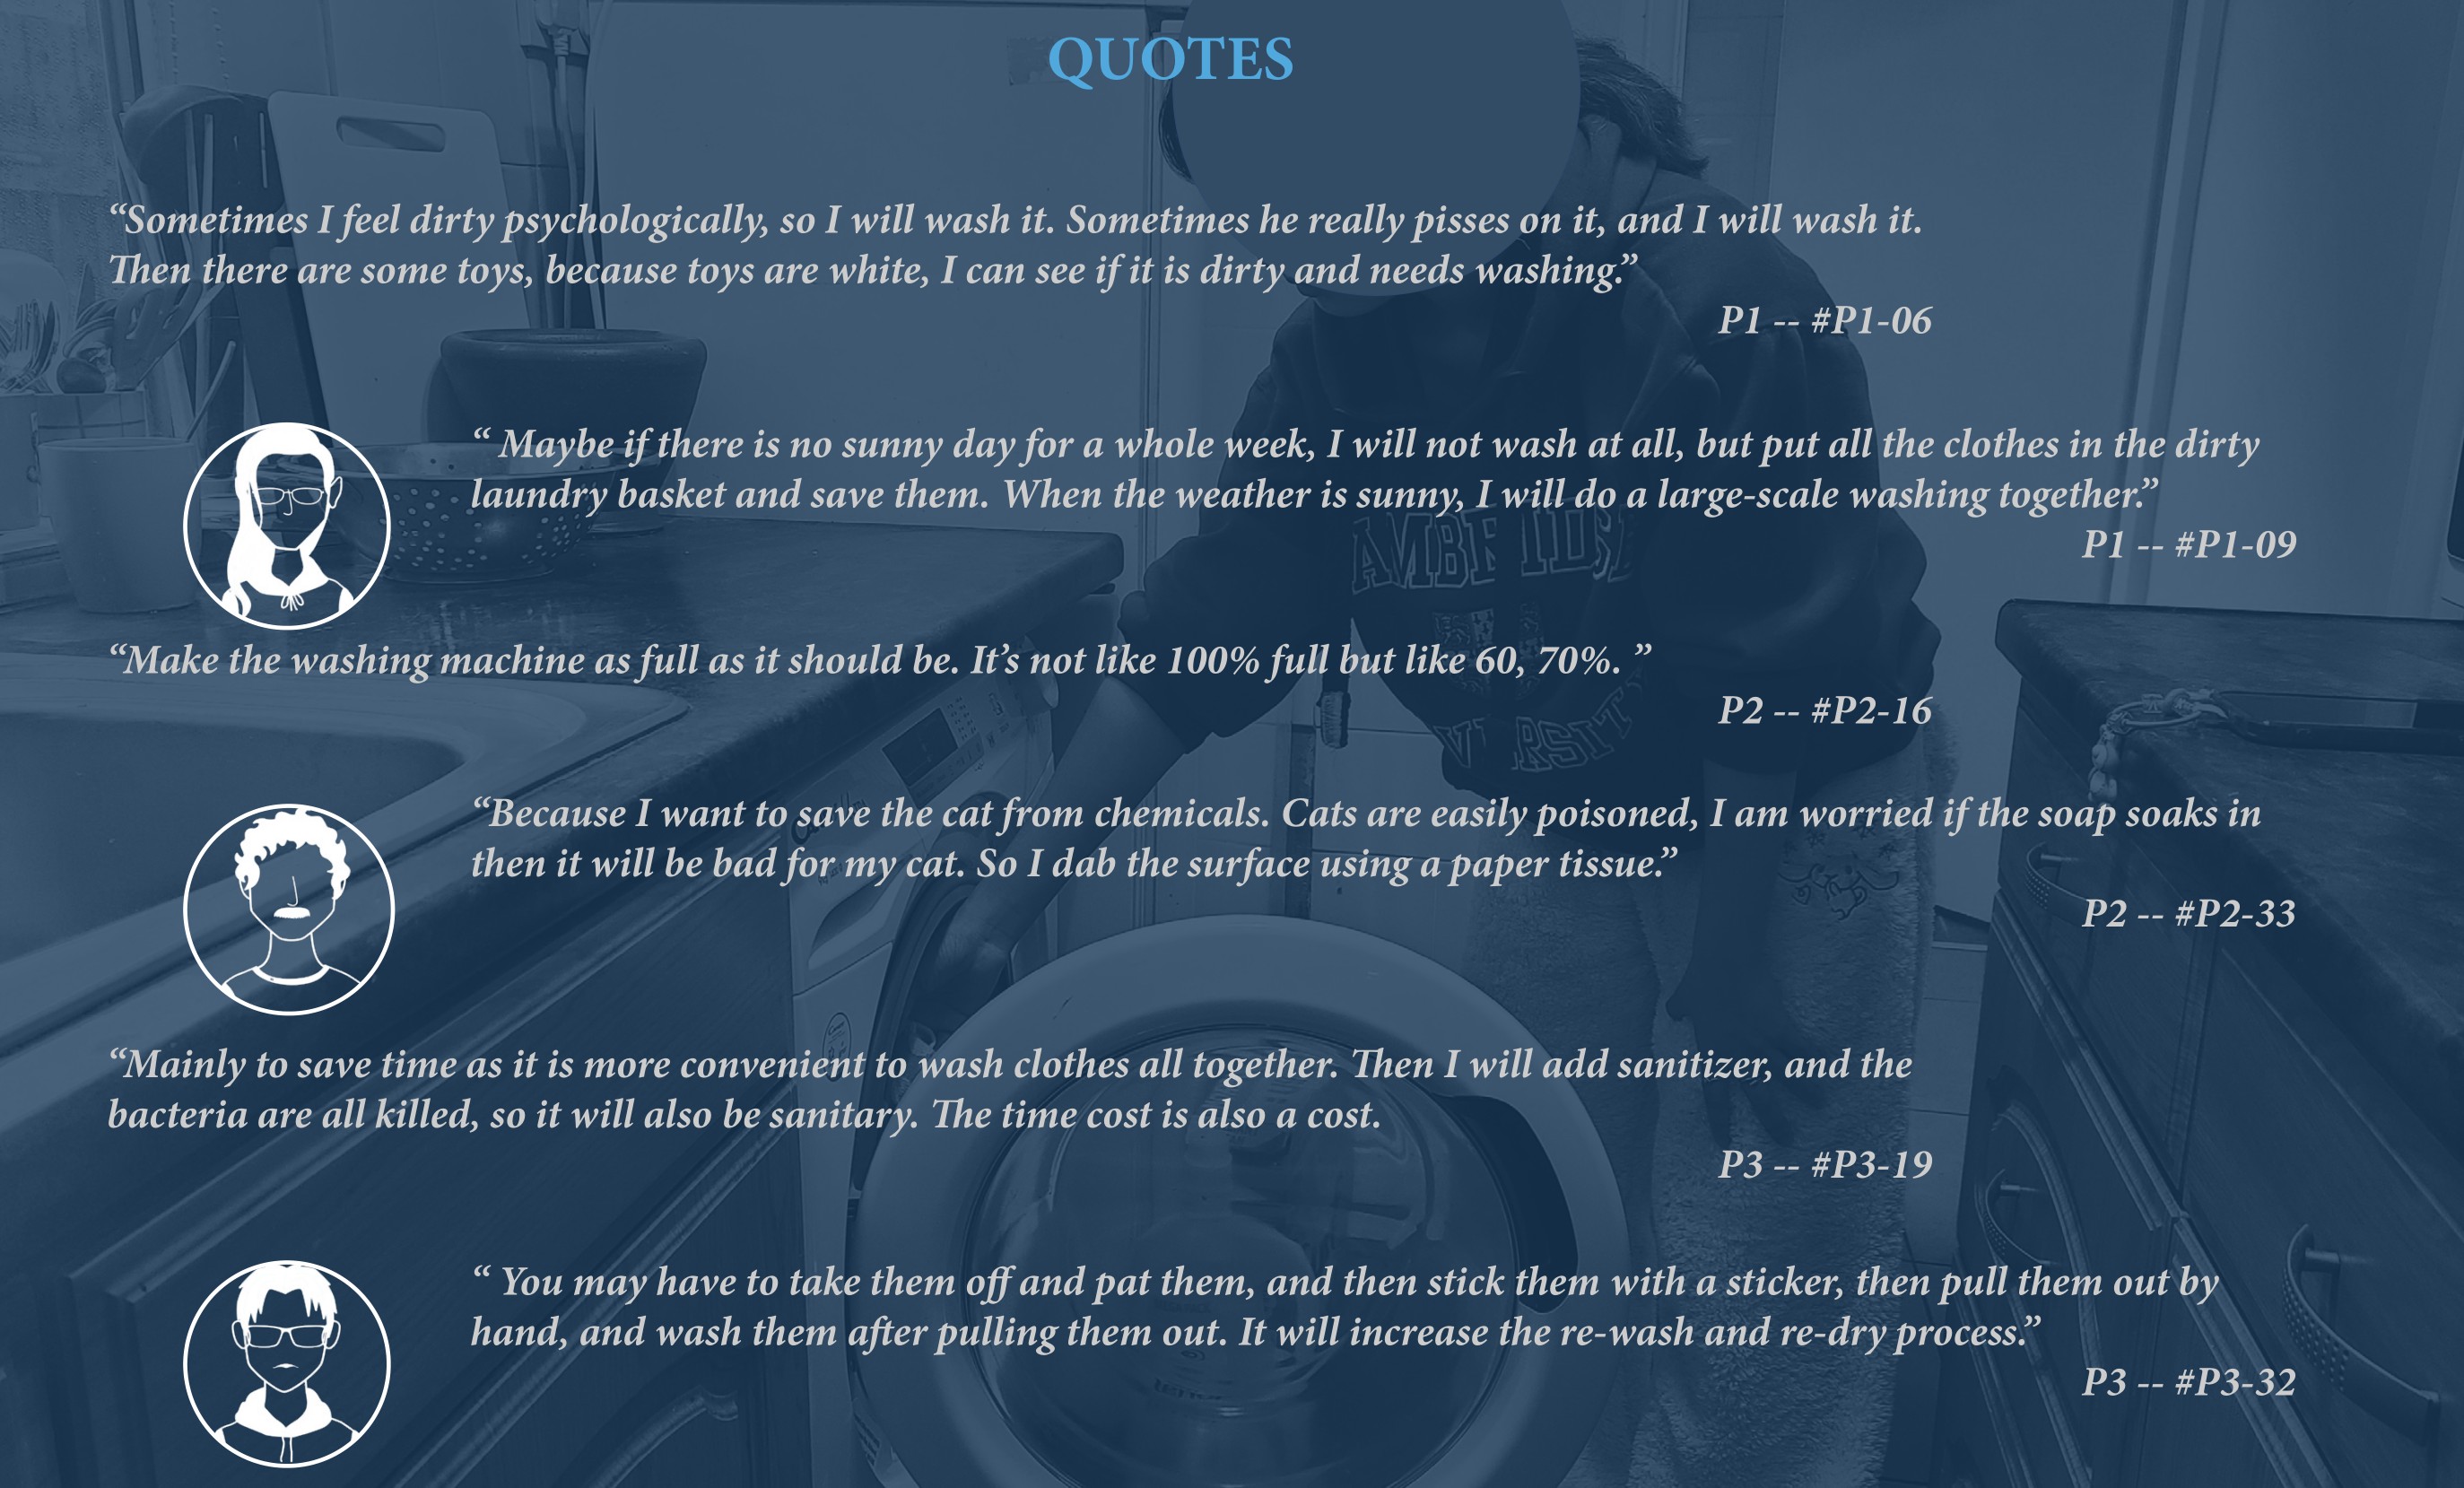 QUOTES
“Sometimes I feel dirty psychologically, so I will wash it. Sometimes he really pisses on it, and I will wash it.
Then there are some toys, because toys are white, I can see if it is dirty and needs washing.”
P1 -- #P1-06
“ Maybe if there is no sunny day for a whole week, I will not wash at all, but put all the clothes in the dirty
laundry basket and save them. When the weather is sunny, I will do a large-scale washing together.”
P1 -- #P1-09
“Make the washing machine as full as it should be. It’s not like 100% full but like 60, 70%. ”
P2 -- #P2-16
“Because I want to save the cat from chemicals. Cats are easily poisoned, I am worried if the soap soaks in
then it will be bad for my cat. So I dab the surface using a paper tissue.”
P2 -- #P2-33
“Mainly to save time as it is more convenient to wash clothes all together. Then I will add sanitizer, and the
bacteria are all killed, so it will also be sanitary. The time cost is also a cost.
P3 -- #P3-19
“ You may have to take them off and pat them, and then stick them with a sticker, then pull them out by
hand, and wash them after pulling them out. It will increase the re-wash and re-dry process.”
P3 -- #P3-32